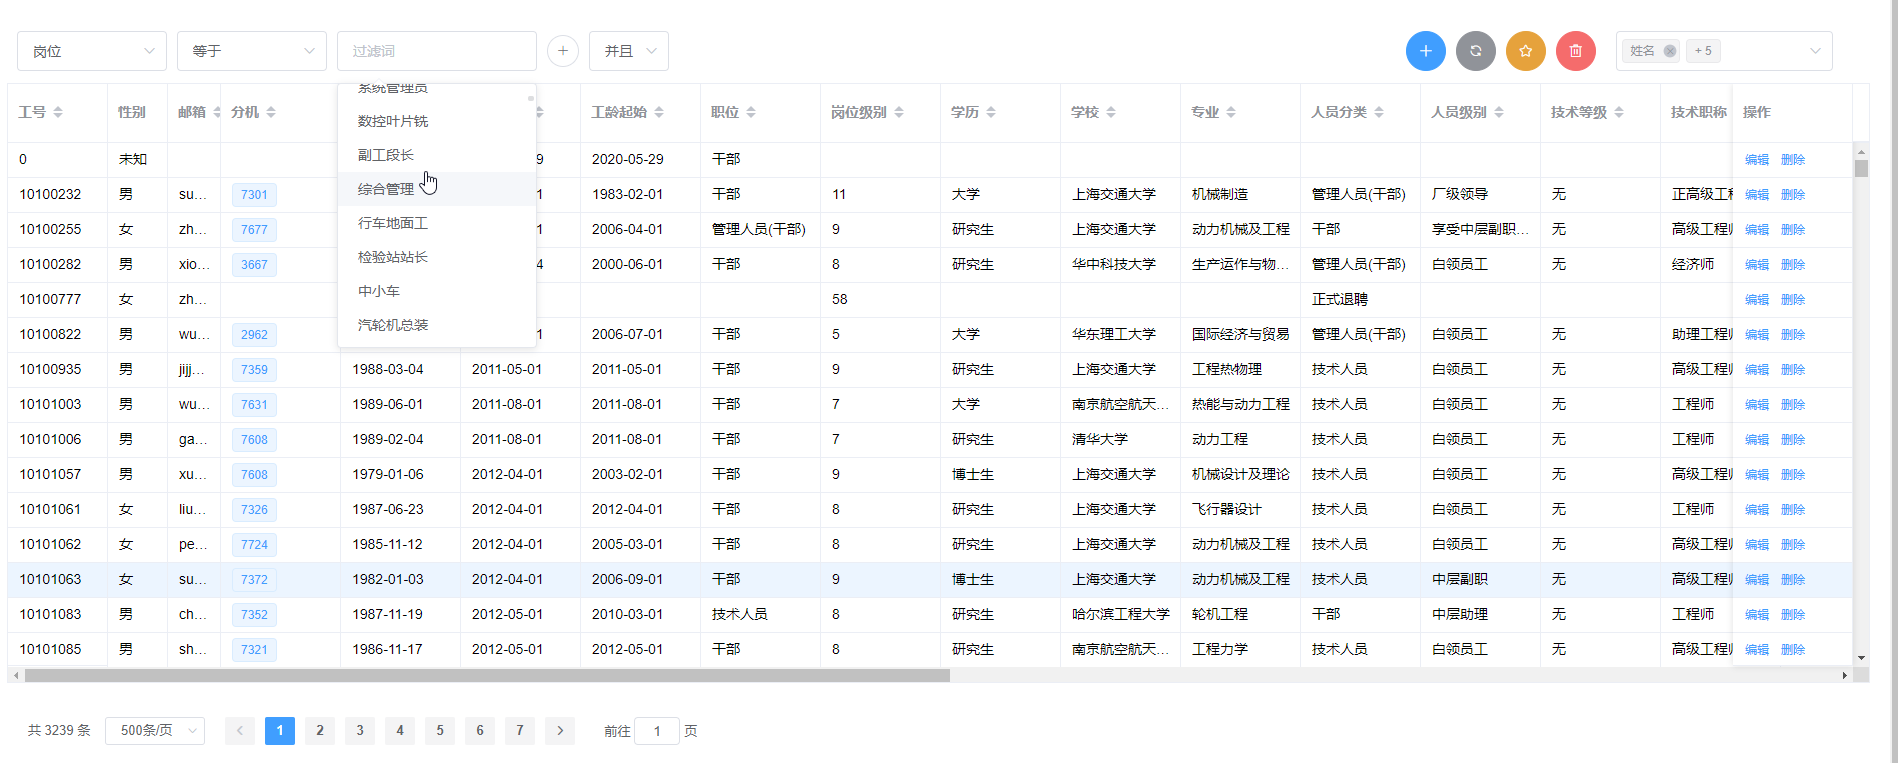 岗位 等于 过滤词 并且 姓名 + 5
工号 性别 邮箱 分机 工龄起始 职位 岗位级别 学历 学校 专业 人员分类 人员级别 技术等级 技术职称 操作
系统管理员
数控叶片铣
副工段长
综合管理
行车地面工
检验站站长
中小车
汽轮机总装
0 未知 9 2020-05-29 干部 编辑 删除
10100232 男 su... 7301 1 1983-02-01 干部 11 大学 上海交通大学 机械制造 管理人员(干部) 厂级领导 无 正高级工程 编辑 删除
10100255 女 zh... 7677 1 2006-04-01 管理人员(干部) 9 研究生 上海交通大学 动力机械及工程 干部 享受中层副职... 无 高级工程师 编辑 删除
10100282 男 xio... 3667 4 2000-06-01 干部 8 研究生 华中科技大学 生产运作与物... 管理人员(干部) 白领员工 无 经济师 编辑 删除
10100777 女 zh... 58 正式退聘 编辑 删除
10100822 男 wu... 2962 1 2006-07-01 干部 5 大学 华东理工大学 国际经济与贸易 管理人员(干部) 白领员工 无 助理工程师 编辑 删除
10100935 男 jijj... 7359 1988-03-04 2011-05-01 2011-05-01 干部 9 研究生 上海交通大学 工程热物理 技术人员 白领员工 无 高级工程师 编辑 删除
10101003 男 wu... 7631 1989-06-01 2011-08-01 2011-08-01 干部 7 大学 南京航空航天... 热能与动力工程 技术人员 白领员工 无 工程师 编辑 删除
10101006 男 ga... 7608 1989-02-04 2011-08-01 2011-08-01 干部 7 研究生 清华大学 动力工程 技术人员 白领员工 无 工程师 编辑 删除
10101057 男 xu... 7608 1979-01-06 2012-04-01 2003-02-01 干部 9 博士生 上海交通大学 机械设计及理论 技术人员 白领员工 无 高级工程师 编辑 删除
10101061 女 liu... 7326 1987-06-23 2012-04-01 2012-04-01 干部 8 研究生 上海交通大学 飞行器设计 技术人员 白领员工 无 工程师 编辑 删除
10101062 女 pe... 7724 1985-11-12 2012-04-01 2005-03-01 干部 8 研究生 上海交通大学 动力机械及工程 技术人员 白领员工 无 高级工程师 编辑 删除
10101063 女 su... 7372 1982-01-03 2012-04-01 2006-09-01 干部 9 博士生 上海交通大学 动力机械及工程 技术人员 中层副职 无 高级工程师 编辑 删除
10101083 男 ch... 7352 1987-11-19 2012-05-01 2010-03-01 技术人员 8 研究生 哈尔滨工程大学 轮机工程 干部 中层助理 无 工程师 编辑 删除
10101085 男 sh... 7321 1986-11-17 2012-05-01 2012-05-01 干部 8 研究生 南京航空航天... 工程力学 技术人员 白领员工 无 高级工程师 编辑 删除
共 3239 条 500条/页 1 2 3 4 5 6 7 前往 1 页